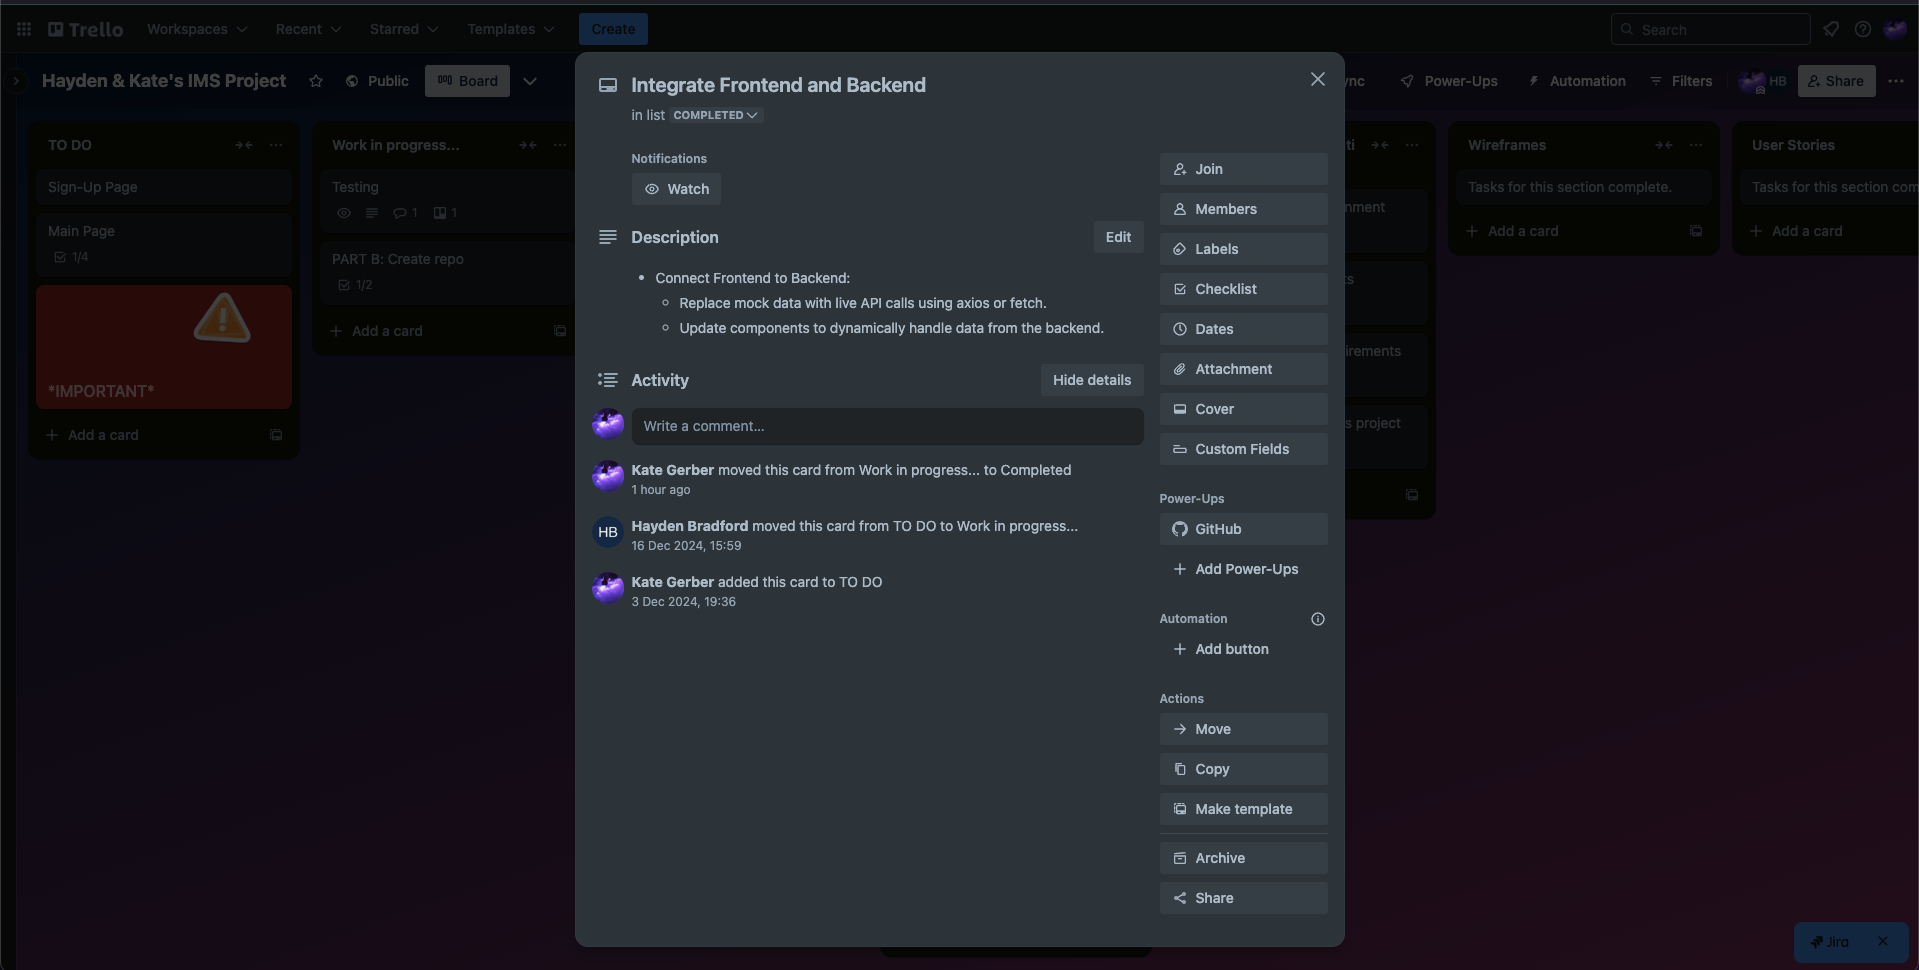 Trello
Workspaces
Recent
Starred
Templates
Create
Search
Hayden & Kate's IMS Project
Public
Board
Power-Ups
Automation
Filters
HB
Share
TO DO
Sign-Up Page
Main Page
1/4
*IMPORTANT*
Add a card
Work in progress...
Testing
1
1
PART B: Create repo
1/2
Add a card
Integrate Frontend and Backend
in list COMPLETED
Notifications
Watch
Description
Edit
• Connect Frontend to Backend:
◦ Replace mock data with live API calls using axios or fetch.
◦ Update components to dynamically handle data from the backend.
Activity
Hide details
Write a comment...
Kate Gerber moved this card from Work in progress... to Completed
1 hour ago
HB
Hayden Bradford moved this card from TO DO to Work in progress...
16 Dec 2024, 15:59
Kate Gerber added this card to TO DO
3 Dec 2024, 19:36
Join
Members
Labels
Checklist
Dates
Attachment
Cover
Custom Fields
Power-Ups
GitHub
Add Power-Ups
Automation
Add button
Actions
Move
Copy
Make template
Archive
Share
s project
Wireframes
Tasks for this section complete.
Add a card
User Stories
Tasks for this section com
Add a card
Jira